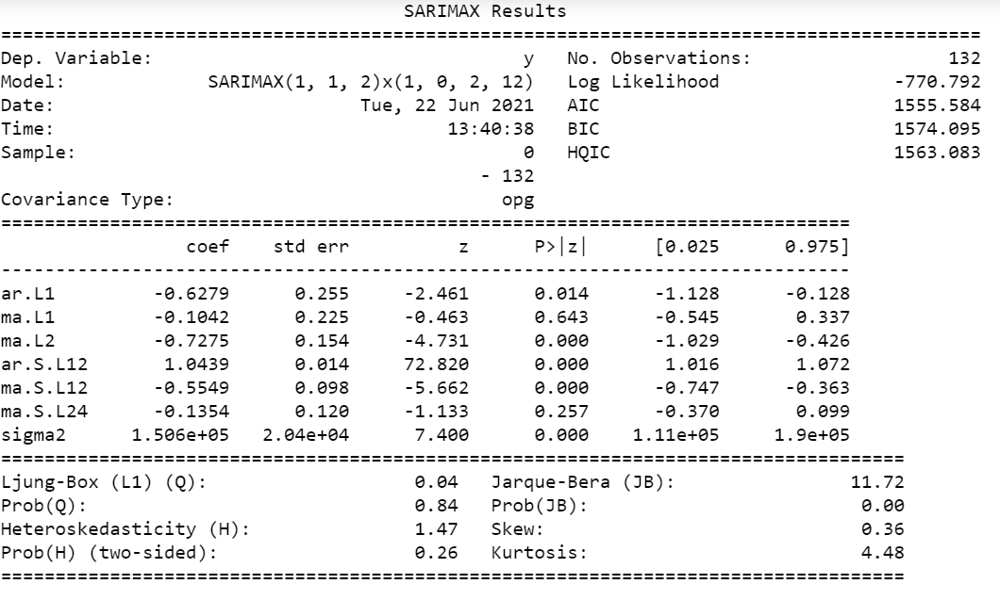 SARIMAX Results
==========================================================================================
Dep. Variable: y No. Observations: 132
Model: SARIMAX(1, 1, 2)x(1, 0, 2, 12) Log Likelihood -770.792
Date: Tue, 22 Jun 2021 AIC 1555.584
Time: 13:40:38 BIC 1574.095
Sample: 0 HQIC 1563.083
- 132
Covariance Type: opg
==============================================================================
coef std err z P>|z| [0.025 0.975]
------------------------------------------------------------------------------
ar.L1 -0.6279 0.255 -2.461 0.014 -1.128 -0.128
ma.L1 -0.1042 0.225 -0.463 0.643 -0.545 0.337
ma.L2 -0.7275 0.154 -4.731 0.000 -1.029 -0.426
ar.S.L12 1.0439 0.014 72.820 0.000 1.016 1.072
ma.S.L12 -0.5549 0.098 -5.662 0.000 -0.747 -0.363
ma.S.L24 -0.1354 0.120 -1.133 0.257 -0.370 0.099
sigma2 1.506e+05 2.04e+04 7.400 0.000 1.11e+05 1.9e+05
===================================================================================
Ljung-Box (L1) (Q): 0.04 Jarque-Bera (JB): 11.72
Prob(Q): 0.84 Prob(JB): 0.00
Heteroskedasticity (H): 1.47 Skew: 0.36
Prob(H) (two-sided): 0.26 Kurtosis: 4.48
===================================================================================